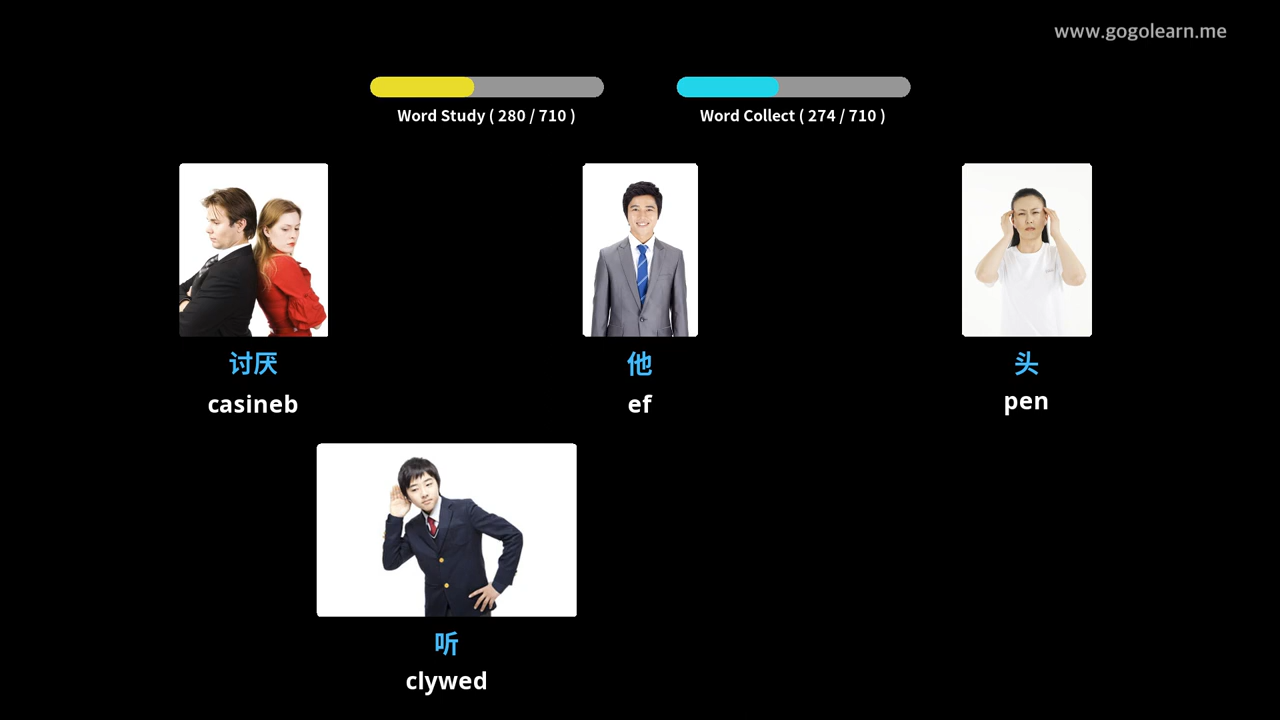 www.gogolearn.me
Word Study ( 280 / 710 )
Word Collect ( 274 / 710 )
讨厌
casineb
他
ef
头
pen
听
clywed